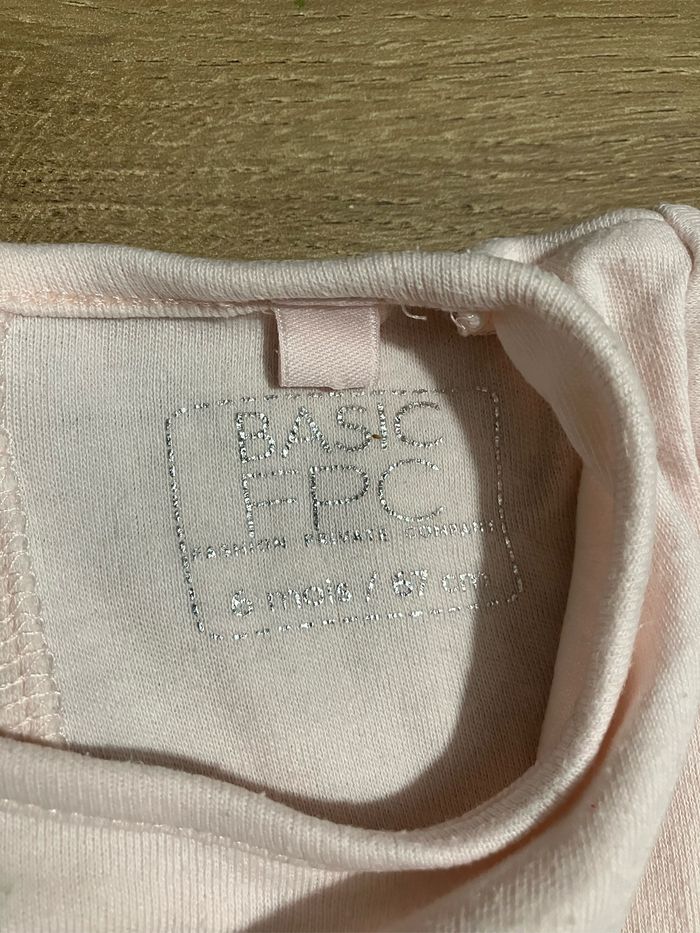 BASIC
FPC
FASHION PRIVATE COMPANY
6 mois / 67 cm